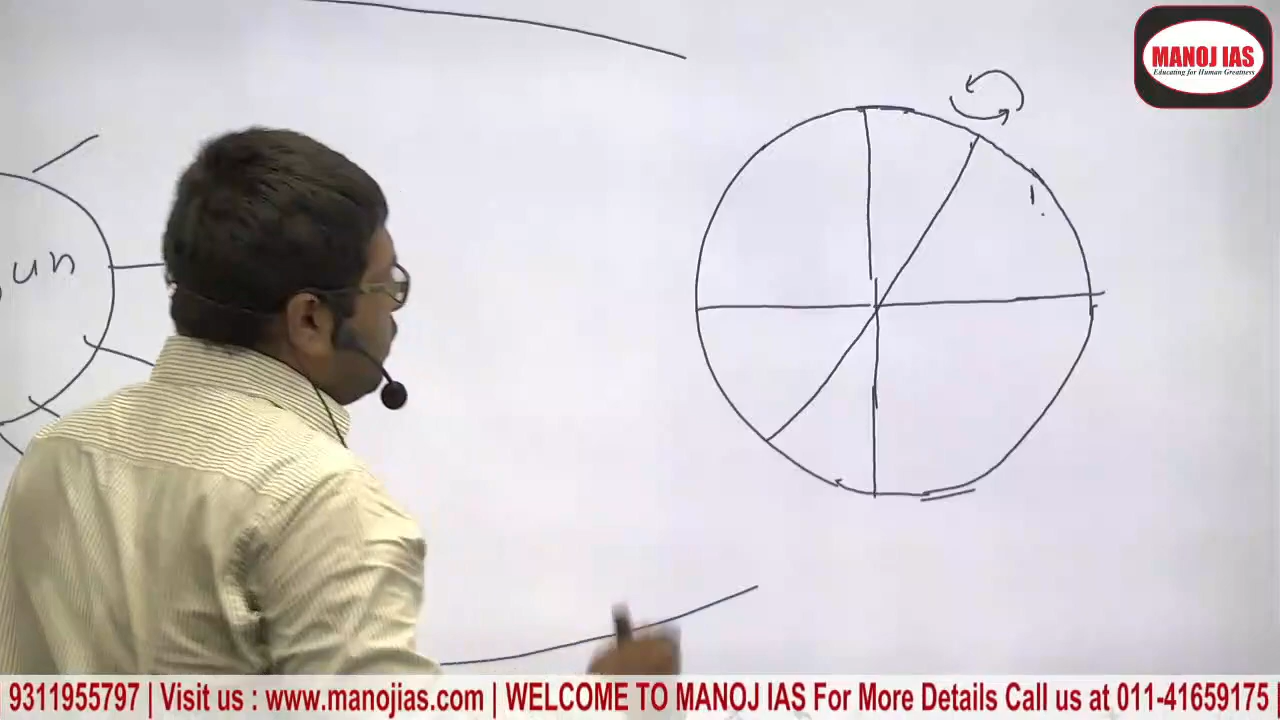 MANOJ IAS
Educating for Human Greatness
un
9311955797 | Visit us : www.manojias.com | WELCOME TO MANOJ IAS For More Details Call us at 011-41659175 |